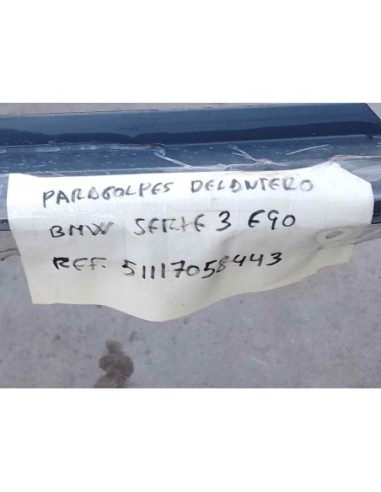 PARAGOLPES DELANTERO
BMW SERIE 3 E90
REF. 51117058443